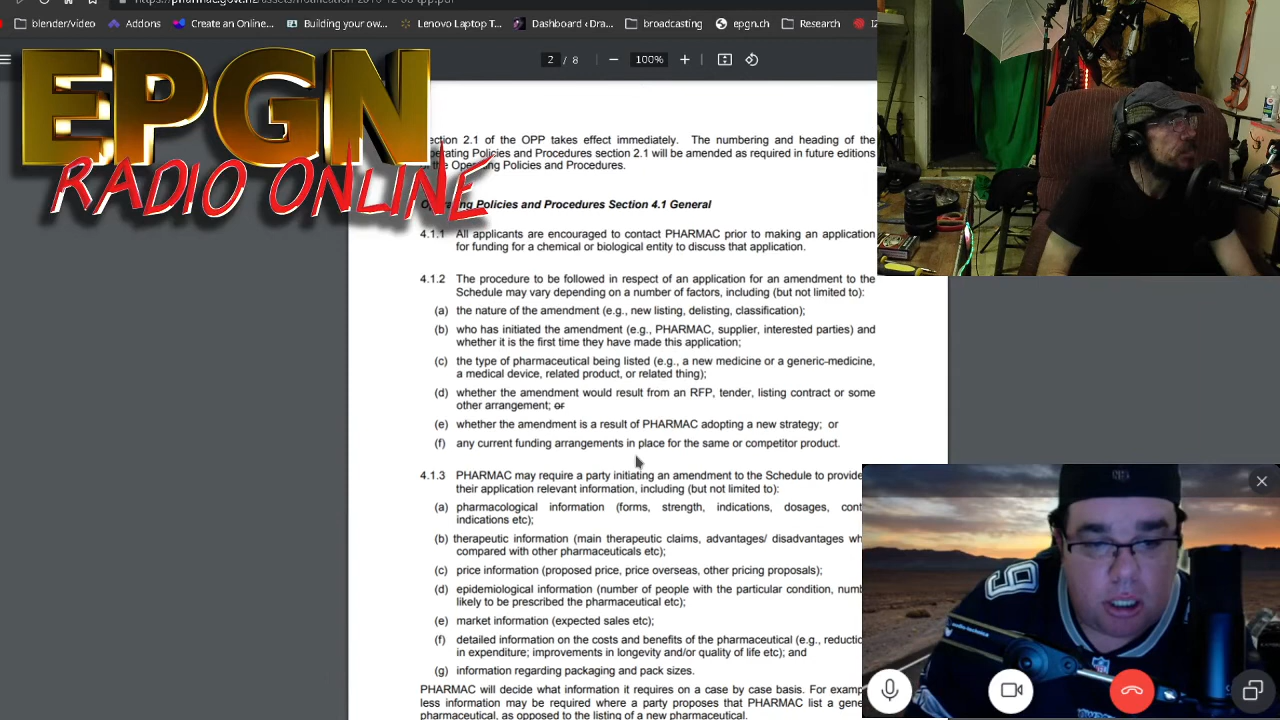 blender/video Addons Create an Online... Building your ow... Lenovo Laptop T... Dashboard ‹ Dra... broadcasting epgn.ch Research
2 / 8 − 100% +
EPGN
RADIO ONLINE
ection 2.1 of the OPP takes effect immediately. The numbering and heading of the
Operating Policies and Procedures section 2.1 will be amended as required in future editions
of the Operating Policies and Procedures.
Operating Policies and Procedures Section 4.1 General
4.1.1 All applicants are encouraged to contact PHARMAC prior to making an application
for funding for a chemical or biological entity to discuss that application.
4.1.2 The procedure to be followed in respect of an application for an amendment to the
Schedule may vary depending on a number of factors, including (but not limited to):
(a) the nature of the amendment (e.g., new listing, delisting, classification);
(b) who has initiated the amendment (e.g., PHARMAC, supplier, interested parties) and
whether it is the first time they have made this application;
(c) the type of pharmaceutical being listed (e.g., a new medicine or a generic-medicine,
a medical device, related product, or related thing);
(d) whether the amendment would result from an RFP, tender, listing contract or some
other arrangement; or
(e) whether the amendment is a result of PHARMAC adopting a new strategy; or
(f) any current funding arrangements in place for the same or competitor product.
4.1.3 PHARMAC may require a party initiating an amendment to the Schedule to provide
their application relevant information, including (but not limited to):
(a) pharmacological information (forms, strength, indications, dosages, cont
indications etc);
(b) therapeutic information (main therapeutic claims, advantages/ disadvantages wh
compared with other pharmaceuticals etc);
(c) price information (proposed price, price overseas, other pricing proposals);
(d) epidemiological information (number of people with the particular condition, numb
likely to be prescribed the pharmaceutical etc);
(e) market information (expected sales etc);
(f) detailed information on the costs and benefits of the pharmaceutical (e.g., reductio
in expenditure; improvements in longevity and/or quality of life etc); and
(g) information regarding packaging and pack sizes.
PHARMAC will decide what information it requires on a case by case basis. For examp
less information may be required where a party proposes that PHARMAC list a gene
pharmaceutical, as opposed to the listing of a new pharmaceutical.
9
audio-technica
NFL